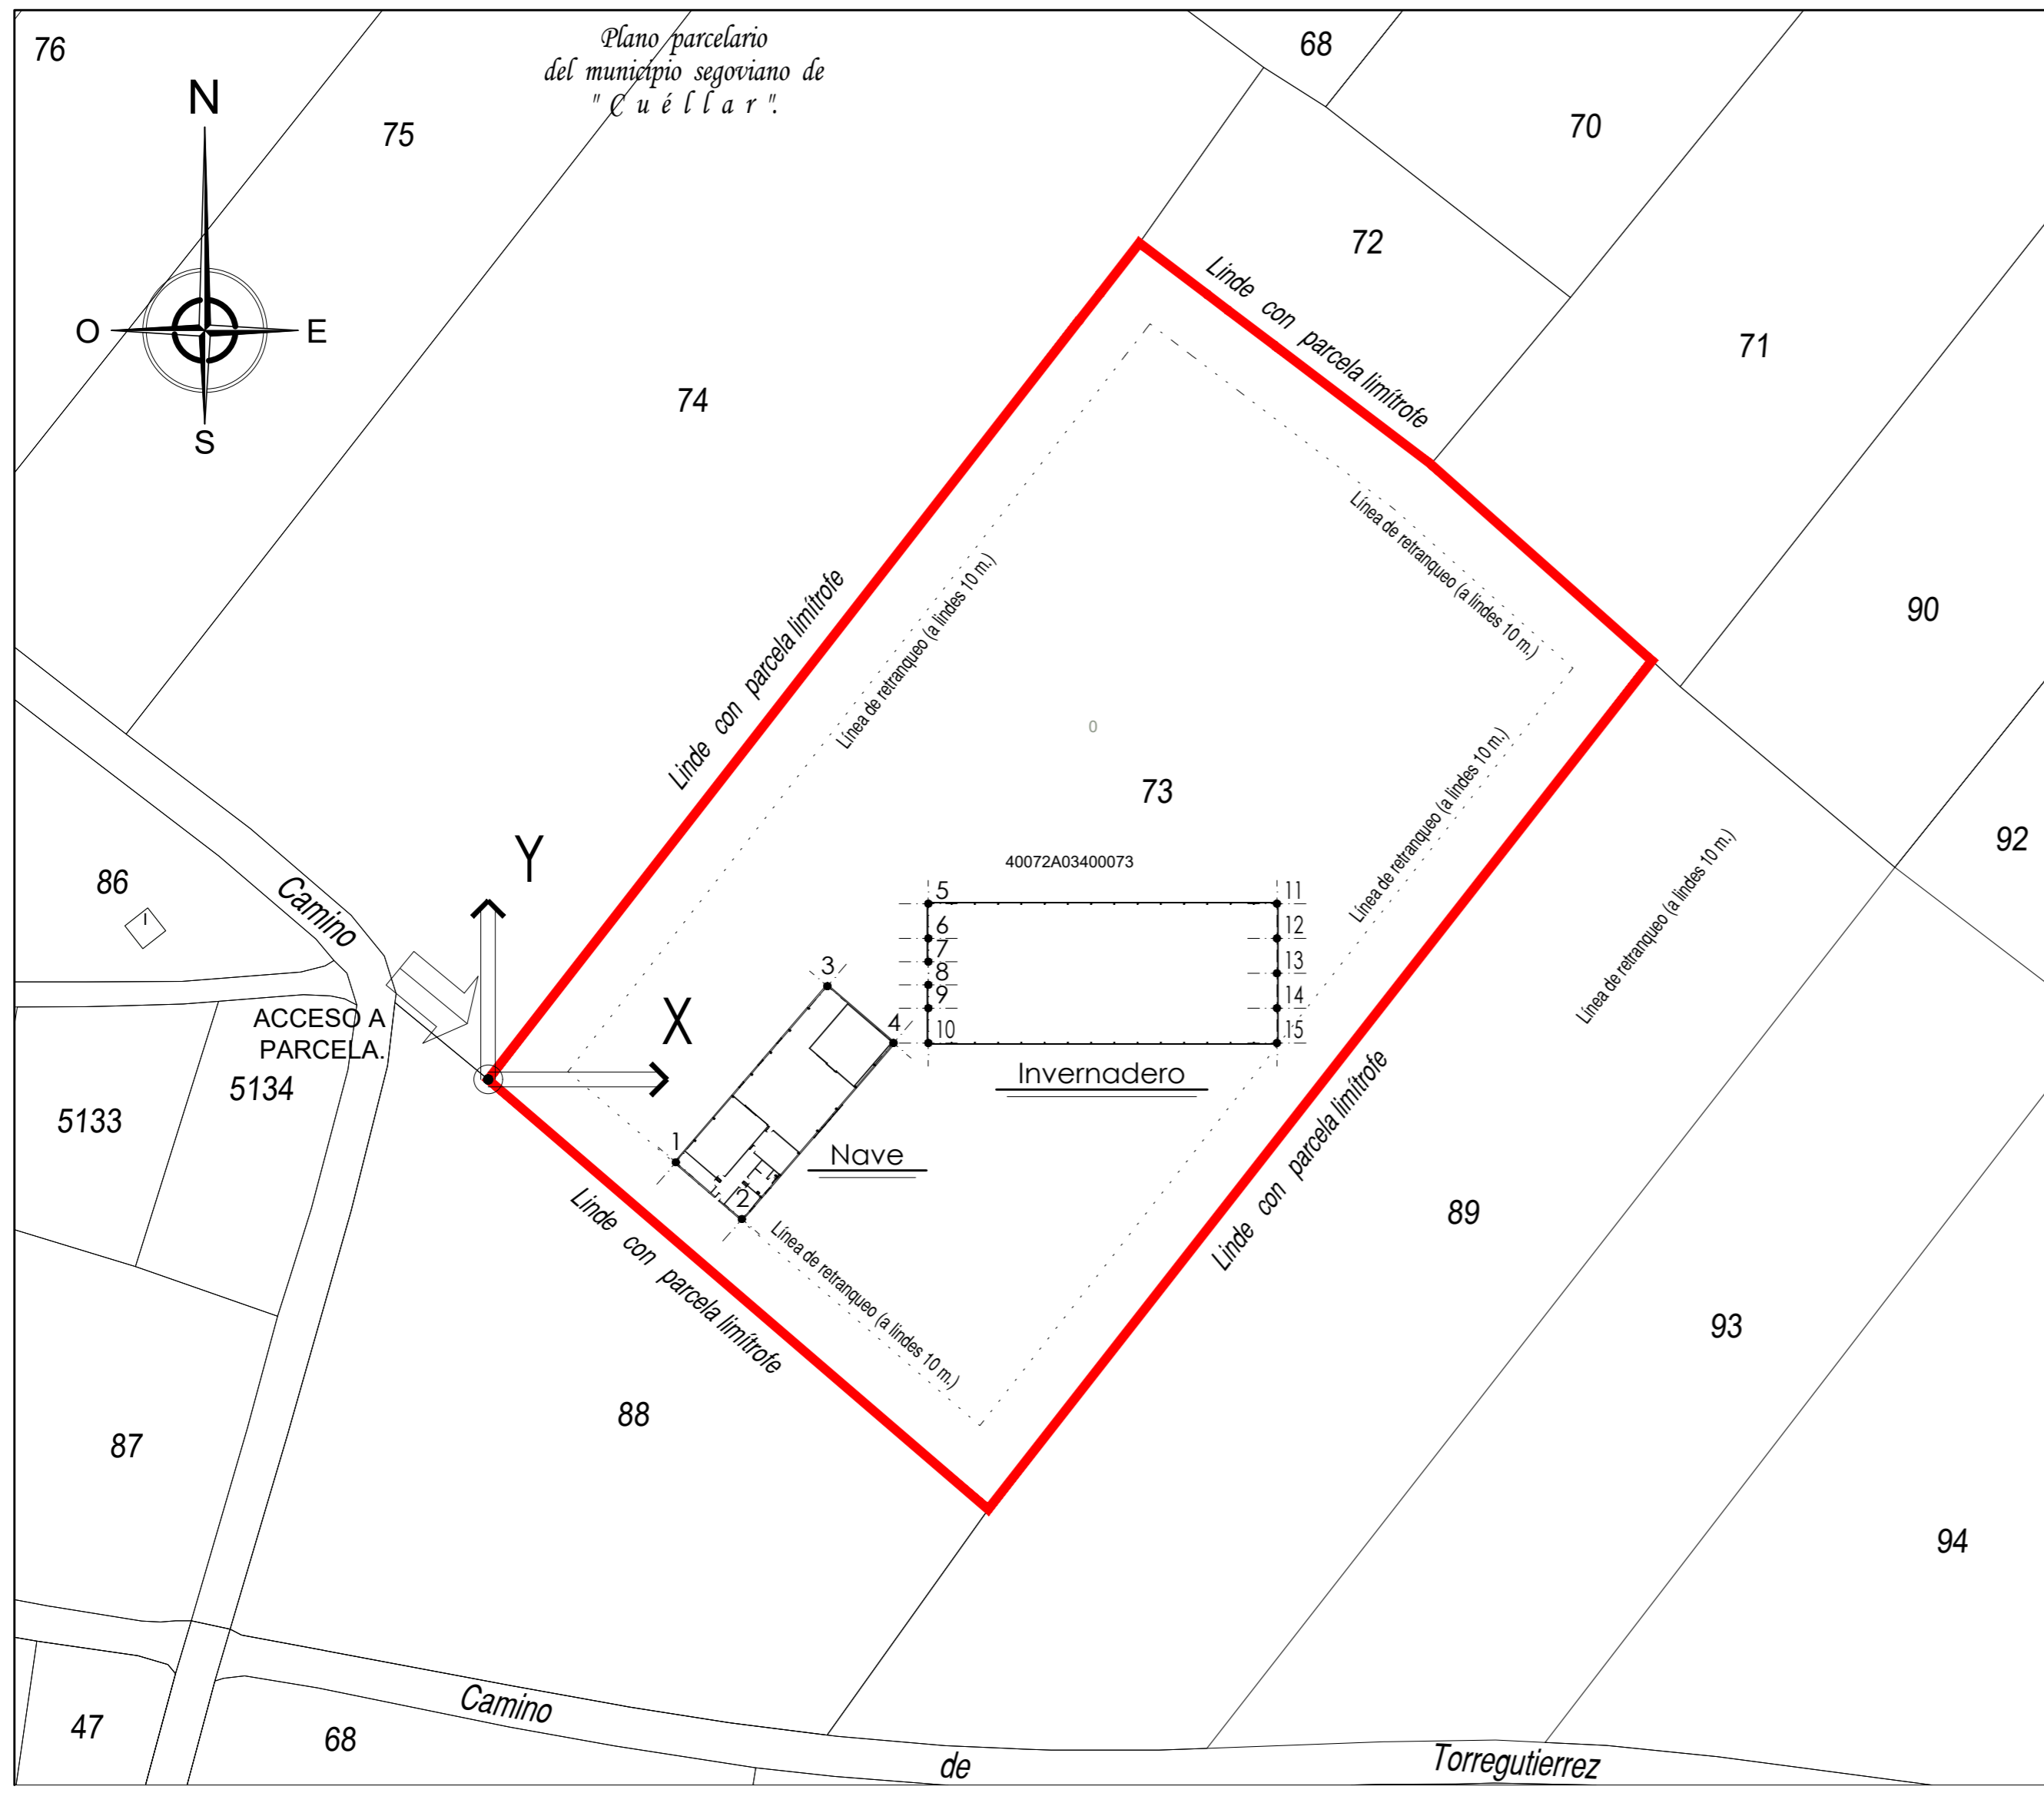 76
Plano parcelario
del municipio segoviano de
" C u é l l a r ".
68
N
75
70
72
O
E
S
71
74
Linde con parcela limítrofe
Línea de retranqueo (a lindes 10 m.)
90
Linde con parcela limítrofe
Línea de retranqueo (a lindes 10 m.)
0
73
Línea de retranqueo (a lindes 10 m.)
92
Línea de retranqueo (a lindes 10 m.)
40072A03400073
Y
86
I
Camino
5
11
6
12
7
13
8
9
14
10
15
3
4
X
ACCESO A
PARCELA.
5134
5133
Invernadero
1
Nave
2
Linde con parcela limítrofe
Linde con parcela limítrofe
Línea de retranqueo (a lindes 10 m.)
89
93
88
87
94
47
68
Camino
de
Torregutierrez